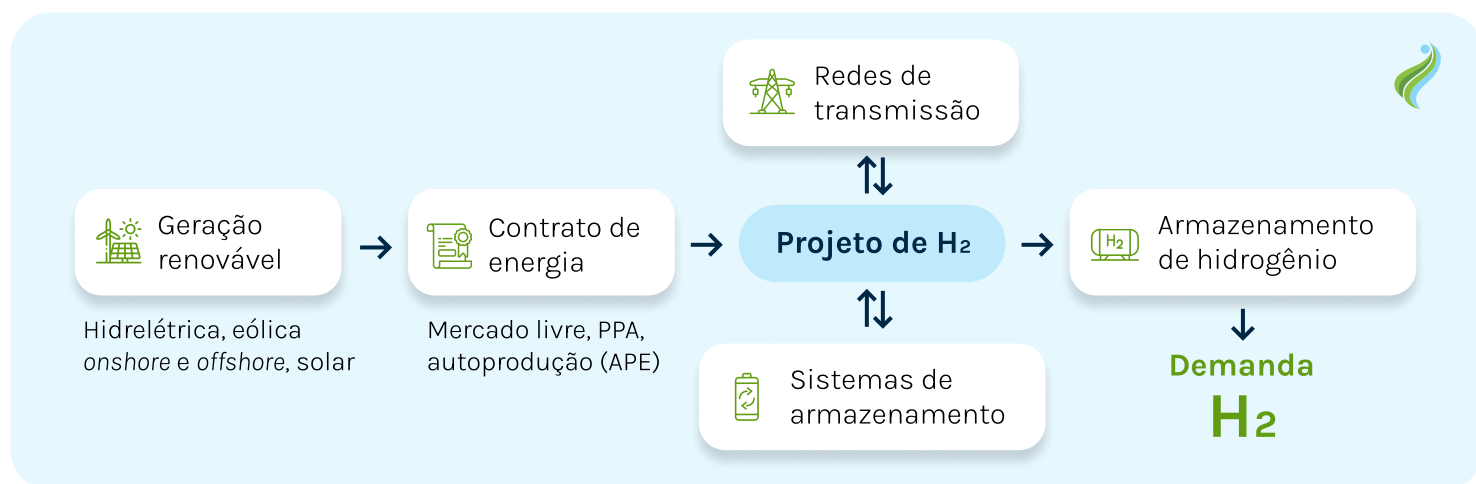 Redes de
transmissão
Geração
renovável
Hidrelétrica, eólica
onshore e offshore, solar
Contrato de
energia
Mercado livre, PPA,
autoprodução (APE)
Projeto de H₂
Sistemas de
armazenamento
H₂
Armazenamento
de hidrogênio
Demanda
H₂